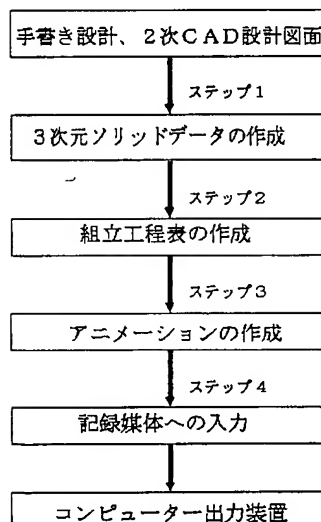 手書き設計、2次CAD設計図面
ステップ1
3次元ソリッドデータの作成
ステップ2
組立工程表の作成
ステップ3
アニメーションの作成
ステップ4
記録媒体への入力
コンピューター出力装置